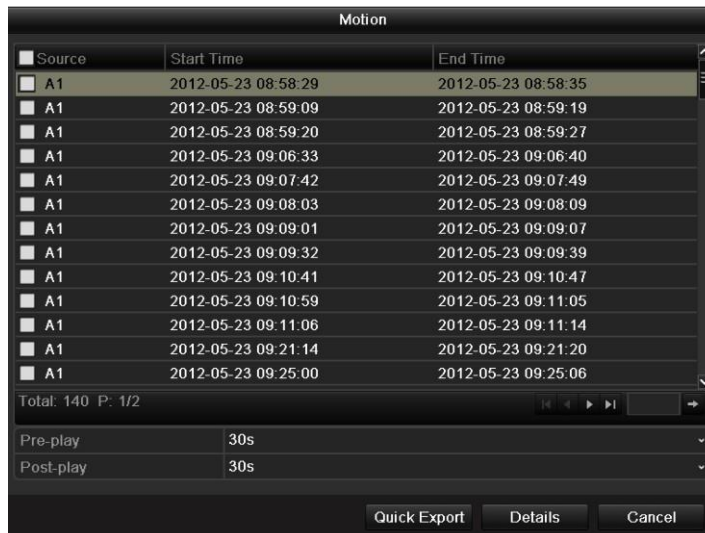 Motion
Source Start Time End Time
A1 2012-05-23 08:58:29 2012-05-23 08:58:35
A1 2012-05-23 08:59:09 2012-05-23 08:59:19
A1 2012-05-23 08:59:20 2012-05-23 08:59:27
A1 2012-05-23 09:06:33 2012-05-23 09:06:40
A1 2012-05-23 09:07:42 2012-05-23 09:07:49
A1 2012-05-23 09:08:03 2012-05-23 09:08:09
A1 2012-05-23 09:09:01 2012-05-23 09:09:07
A1 2012-05-23 09:09:32 2012-05-23 09:09:39
A1 2012-05-23 09:10:41 2012-05-23 09:10:47
A1 2012-05-23 09:10:59 2012-05-23 09:11:05
A1 2012-05-23 09:11:06 2012-05-23 09:11:14
A1 2012-05-23 09:21:14 2012-05-23 09:21:20
A1 2012-05-23 09:25:00 2012-05-23 09:25:06
Total: 140 P: 1/2
Pre-play 30s
Post-play 30s
Quick Export Details Cancel